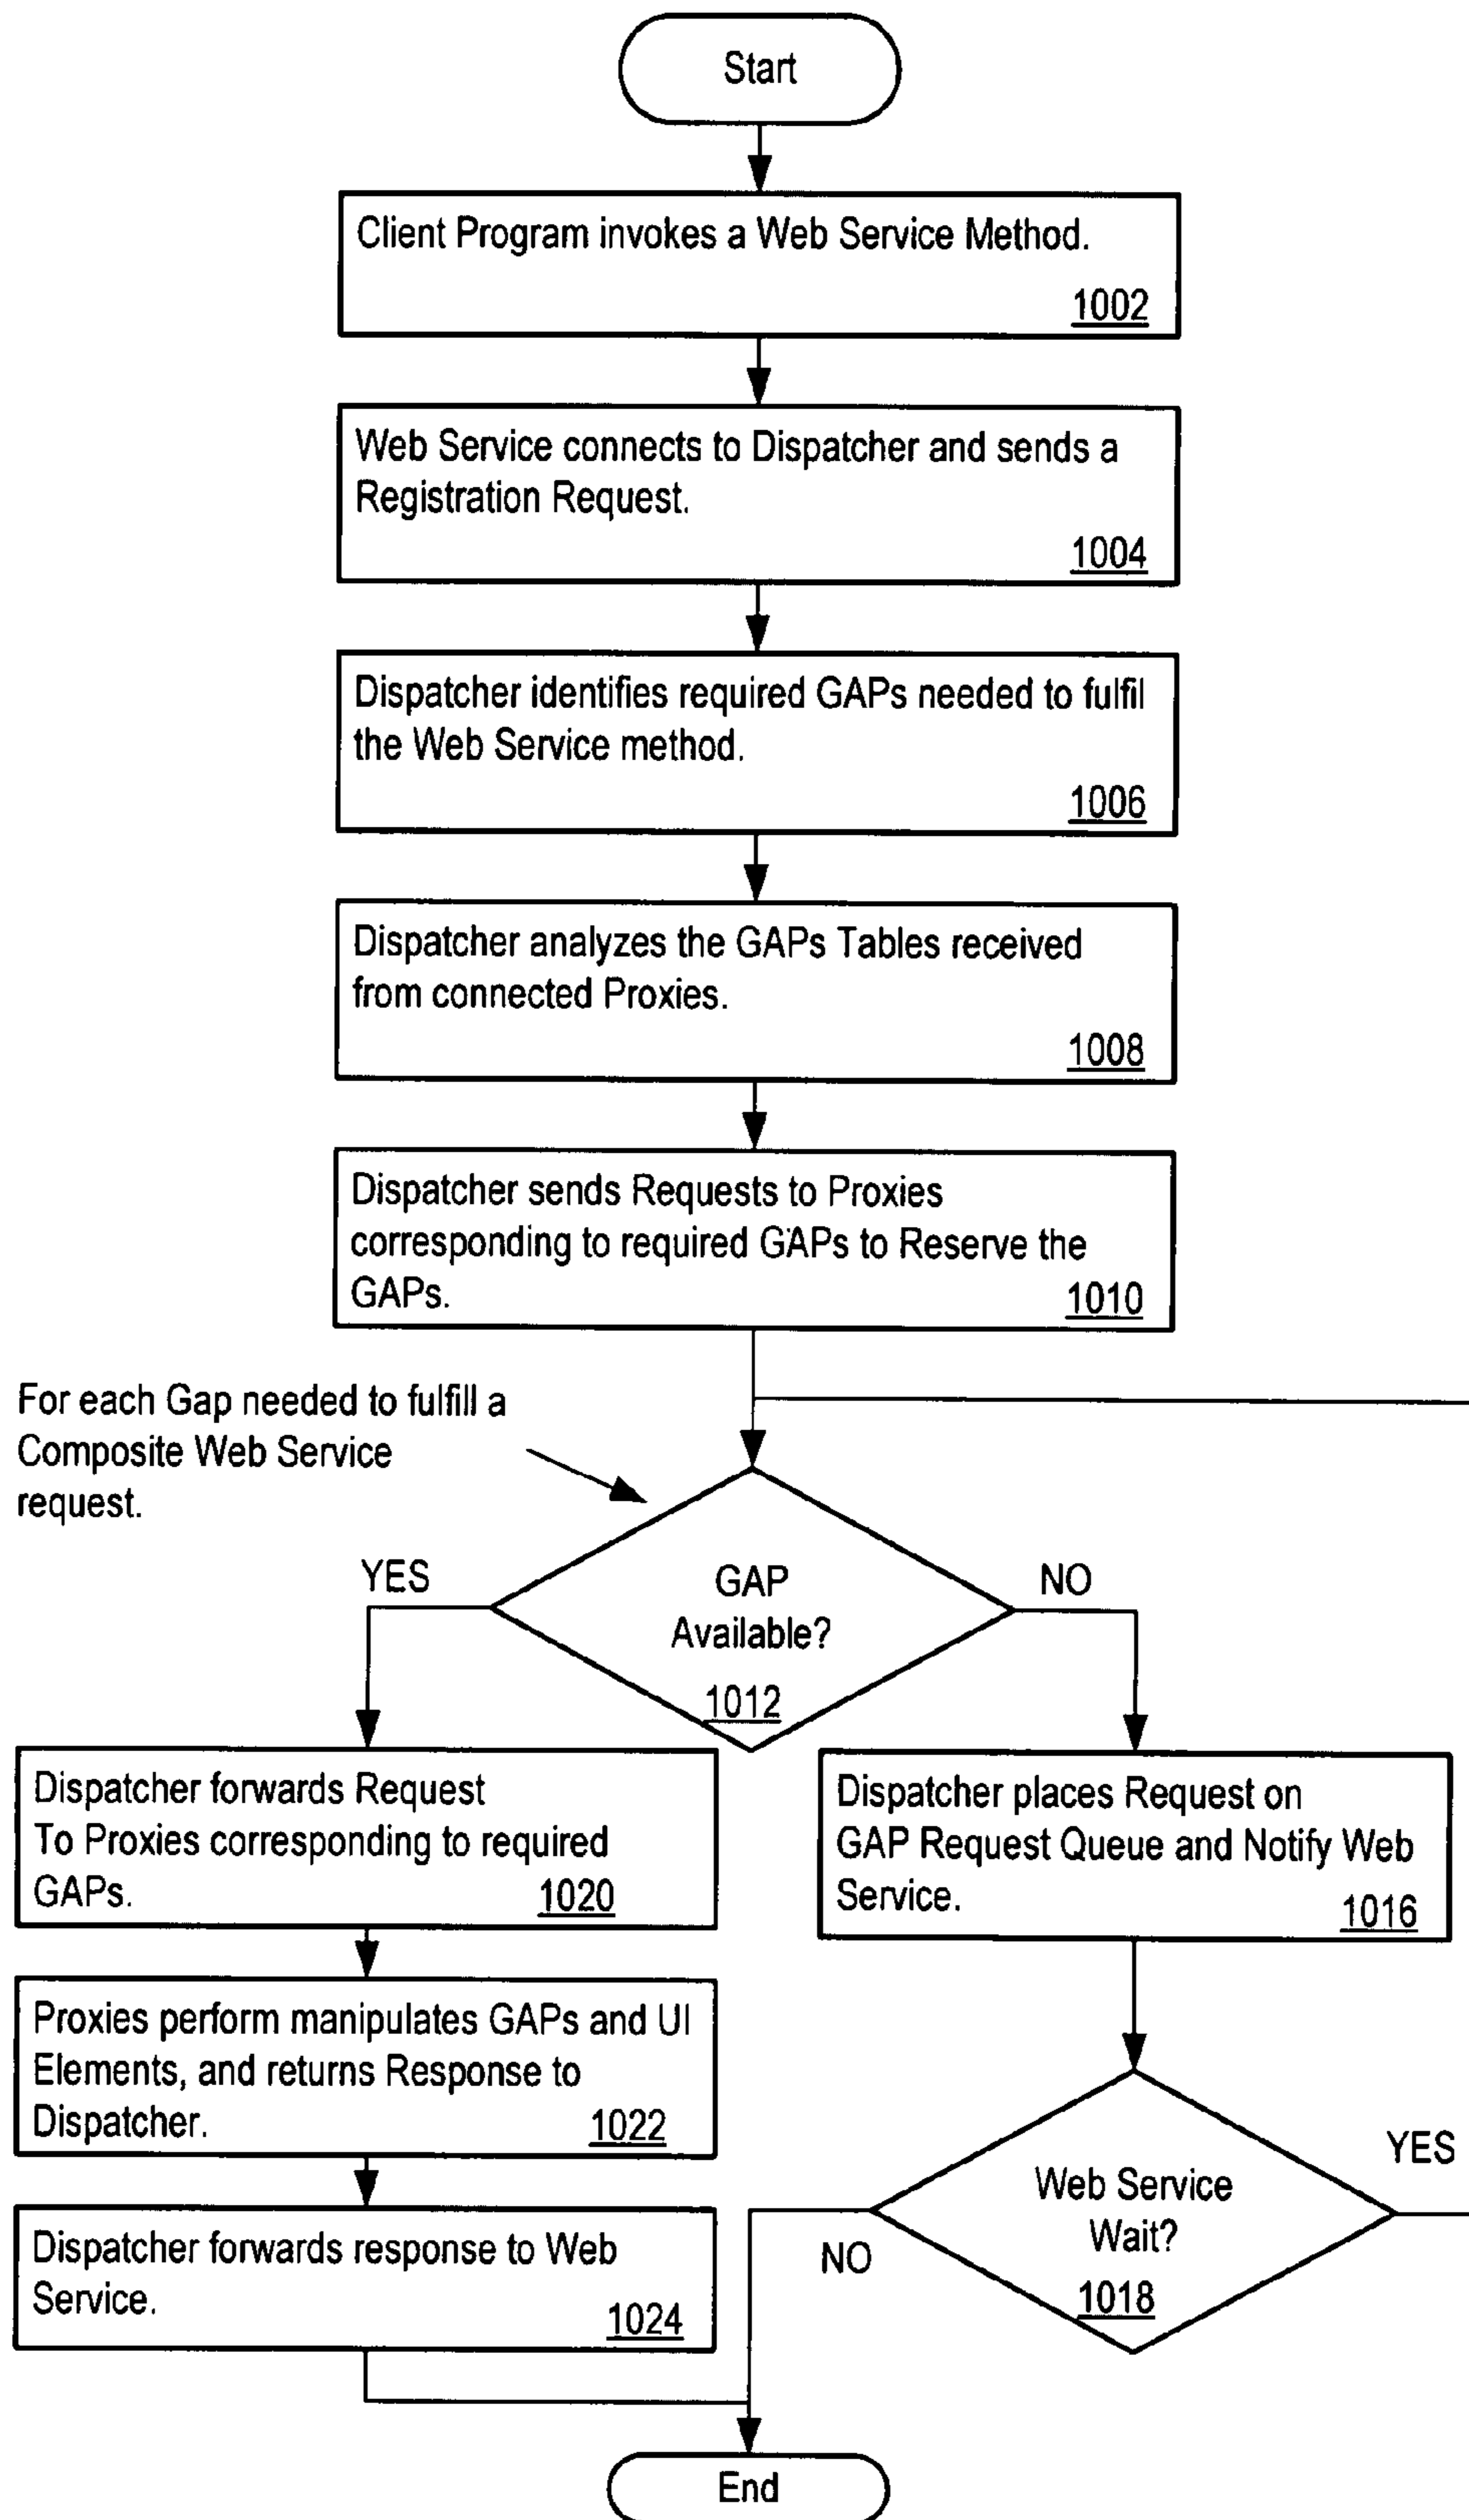 Start
Client Program invokes a Web Service Method.
1002
Web Service connects to Dispatcher and sends a
Registration Request.
1004
Dispatcher identifies required GAPs needed to fulfil
the Web Service method.
1006
Dispatcher analyzes the GAPs Tables received
from connected Proxies.
1008
Dispatcher sends Requests to Proxies
corresponding to required GAPs to Reserve the
GAPs.
1010
For each Gap needed to fulfill a
Composite Web Service
request.
YES
GAP
Available?
1012
NO
Dispatcher forwards Request
To Proxies corresponding to required
GAPs.
1020
Dispatcher places Request on
GAP Request Queue and Notify Web
Service.
1016
Proxies perform manipulates GAPs and UI
Elements, and returns Response to
Dispatcher.
1022
Web Service
Wait?
1018
YES
NO
Dispatcher forwards response to Web
Service.
1024
End